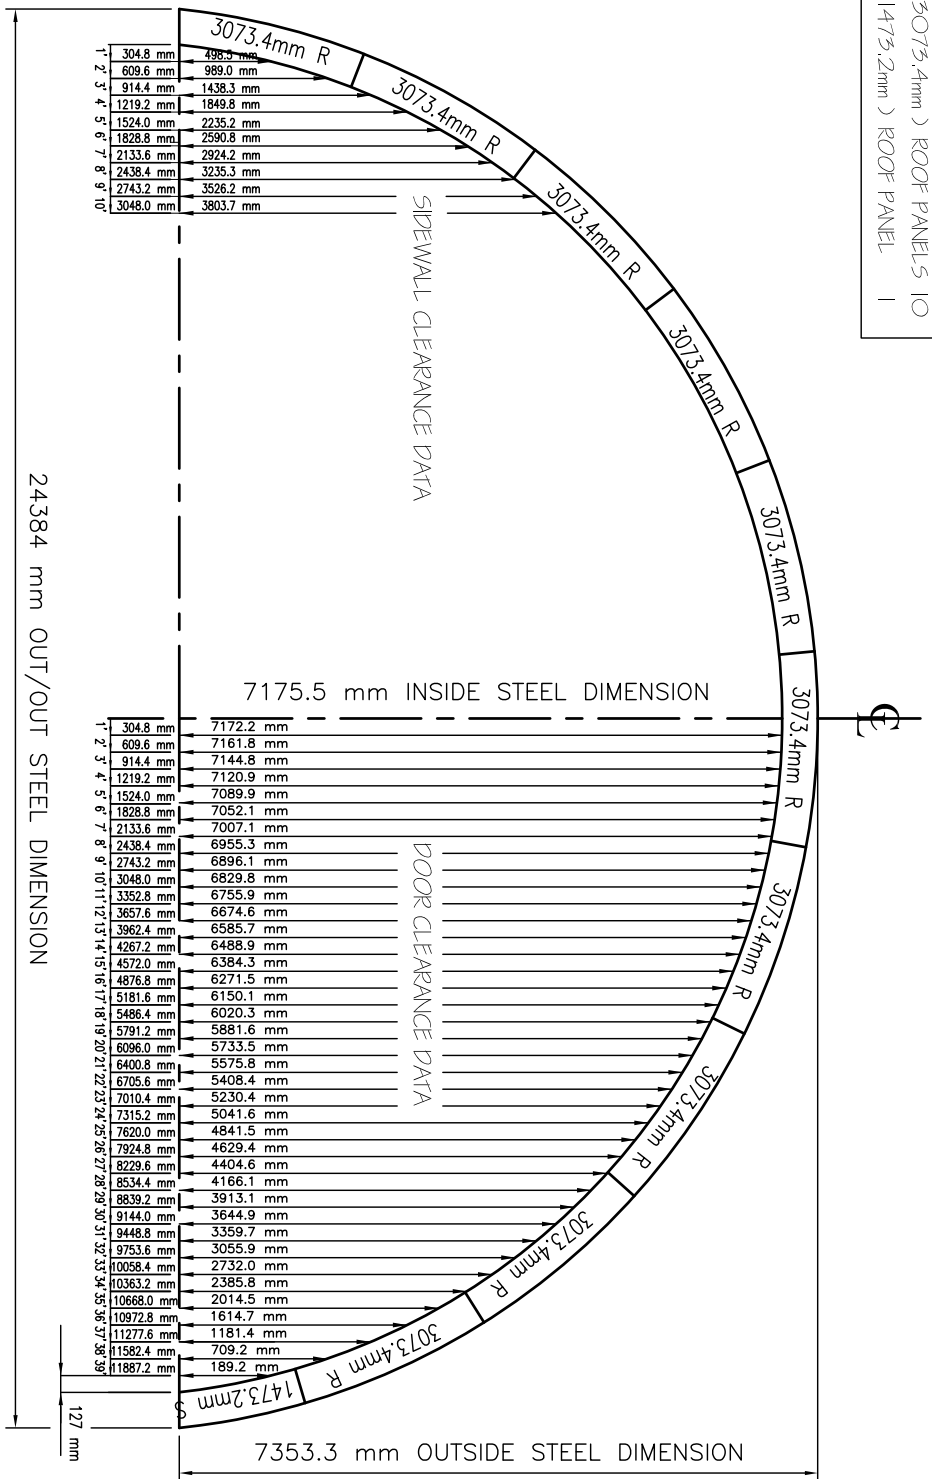 3073.4mm ) ROOF PANELS 10
1473.2mm ) ROOF PANEL 1
3073.4mm R
3073.4mm R
3073.4mm R
3073.4mm R
3073.4mm R
3073.4mm R
3073.4mm R
3073.4mm R
3073.4mm R
3073.4mm R
1473.2mm S
1' 304.8 mm 498.5 mm
2' 609.6 mm 989.0 mm
3' 914.4 mm 1438.3 mm
4' 1219.2 mm 1849.8 mm
5' 1524.0 mm 2235.2 mm
6' 1828.8 mm 2590.8 mm
7' 2133.6 mm 2924.2 mm
8' 2438.4 mm 3235.3 mm
9' 2743.2 mm 3526.2 mm
10' 3048.0 mm 3803.7 mm
SIDEWALL CLEARANCE DATA
24384 mm OUT/OUT STEEL DIMENSION
7175.5 mm INSIDE STEEL DIMENSION
CL
1' 304.8 mm 7172.2 mm
2' 609.6 mm 7161.8 mm
3' 914.4 mm 7144.8 mm
4' 1219.2 mm 7120.9 mm
5' 1524.0 mm 7089.9 mm
6' 1828.8 mm 7052.1 mm
7' 2133.6 mm 7007.1 mm
8' 2438.4 mm 6955.3 mm
9' 2743.2 mm 6896.1 mm
10' 3048.0 mm 6829.8 mm
11' 3352.8 mm 6755.9 mm
12' 3657.6 mm 6674.6 mm
13' 3962.4 mm 6585.7 mm
14' 4267.2 mm 6488.9 mm
15' 4572.0 mm 6384.3 mm
16' 4876.8 mm 6271.5 mm
17' 5181.6 mm 6150.1 mm
18' 5486.4 mm 6020.3 mm
19' 5791.2 mm 5881.6 mm
20' 6096.0 mm 5733.5 mm
21' 6400.8 mm 5575.8 mm
22' 6705.6 mm 5408.4 mm
23' 7010.4 mm 5230.4 mm
24' 7315.2 mm 5041.6 mm
25' 7620.0 mm 4841.5 mm
26' 7924.8 mm 4629.4 mm
27' 8229.6 mm 4404.6 mm
28' 8534.4 mm 4166.1 mm
29' 8839.2 mm 3913.1 mm
30' 9144.0 mm 3644.9 mm
31' 9448.8 mm 3359.7 mm
32' 9753.6 mm 3055.9 mm
33' 10058.4 mm 2732.0 mm
34' 10363.2 mm 2385.8 mm
35' 10668.0 mm 2014.5 mm
36' 10972.8 mm 1614.7 mm
37' 11277.6 mm 1181.4 mm
38' 11582.4 mm 709.2 mm
39' 11887.2 mm 189.2 mm
DOOR CLEARANCE DATA
127 mm
7353.3 mm OUTSIDE STEEL DIMENSION